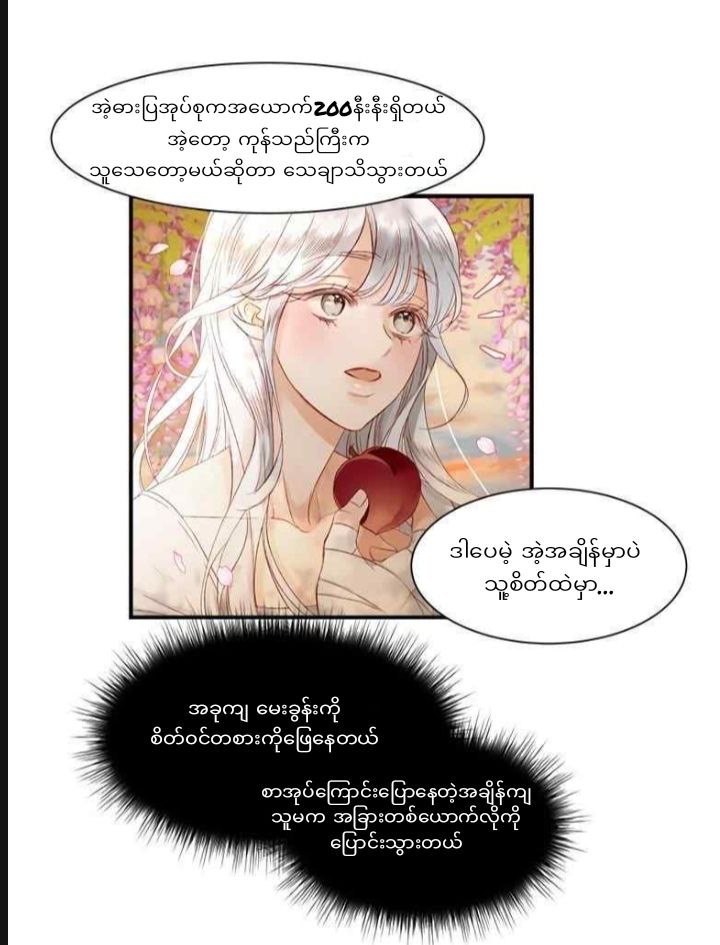 အဲ့ဓားပြအုပ်စုကအယောက်200နီးနီးရှိတယ်
အဲ့တော့ ကုန်သည်ကြီးက
သူသေတော့မယ်ဆိုတာ သေချာသိသွားတယ်
ဒါပေမဲ့ အဲ့အချိန်မှာပဲ
သူ့စိတ်ထဲမှာ...
အခုကျ မေးခွန်းကို
စိတ်ဝင်တစားကိုဖြေနေတယ်
စာအုပ်ကြောင်းပြောနေတဲ့အချိန်ကျ
သူမက အခြားတစ်ယောက်လိုကို
ပြောင်းသွားတယ်